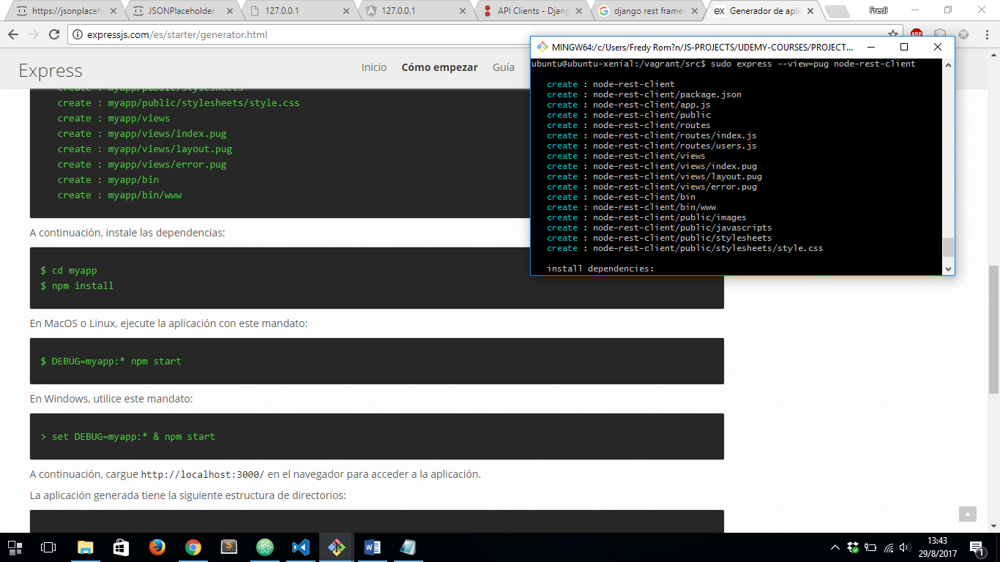 https://jsonplaceho
JSONPlaceholder -
127.0.0.1
127.0.0.1
API Clients - Djang
django rest framew
ex Generador de apli
Fredi
expressjs.com/es/starter/generator.html
ABP
Express
Inicio
Cómo empezar
Guía
create : myapp/public/stylesheets
create : myapp/public/stylesheets/style.css
create : myapp/views
create : myapp/views/index.pug
create : myapp/views/layout.pug
create : myapp/views/error.pug
create : myapp/bin
create : myapp/bin/www
A continuación, instale las dependencias:
$ cd myapp
$ npm install
En MacOS o Linux, ejecute la aplicación con este mandato:
$ DEBUG=myapp:* npm start
En Windows, utilice este mandato:
> set DEBUG=myapp:* & npm start
A continuación, cargue http://localhost:3000/ en el navegador para acceder a la aplicación.
La aplicación generada tiene la siguiente estructura de directorios:
MINGW64:/c/Users/Fredy Rom?n/JS-PROJECTS/UDEMY-COURSES/PROJECT...
ubuntu@ubuntu-xenial:/vagrant/src$ sudo express --view=pug node-rest-client
create : node-rest-client
create : node-rest-client/package.json
create : node-rest-client/app.js
create : node-rest-client/public
create : node-rest-client/routes
create : node-rest-client/routes/index.js
create : node-rest-client/routes/users.js
create : node-rest-client/views
create : node-rest-client/views/index.pug
create : node-rest-client/views/layout.pug
create : node-rest-client/views/error.pug
create : node-rest-client/bin
create : node-rest-client/bin/www
create : node-rest-client/public/images
create : node-rest-client/public/javascripts
create : node-rest-client/public/stylesheets
create : node-rest-client/public/stylesheets/style.css
install dependencies:
13:43
29/8/2017
1